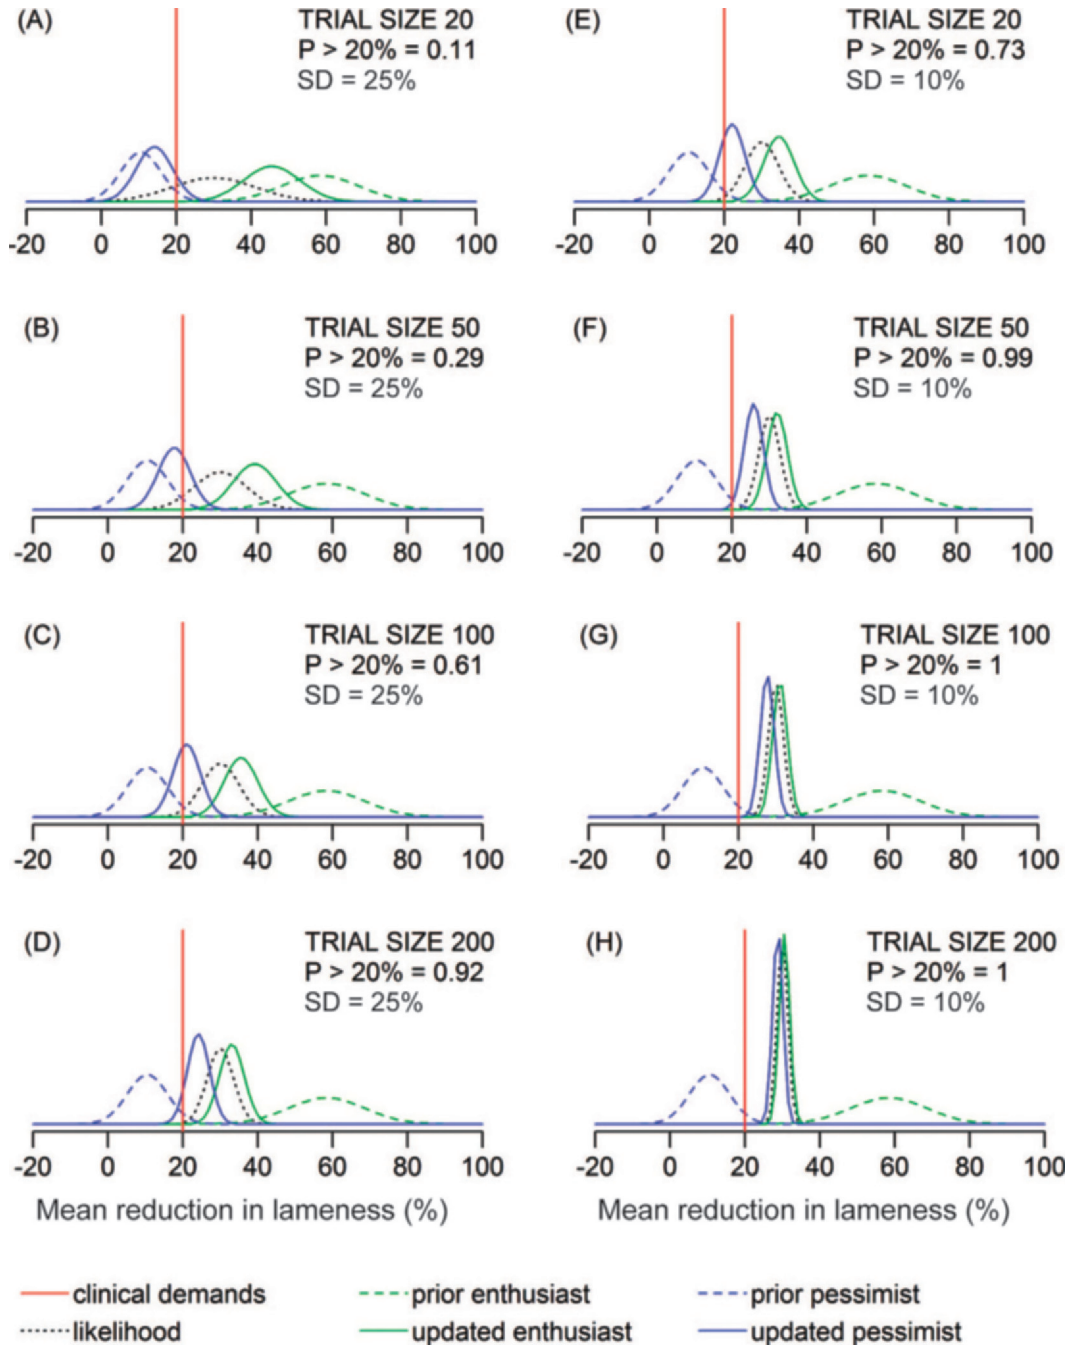 (A)
TRIAL SIZE 20
P > 20% = 0.11
SD = 25%
-20 0 20 40 60 80 100
(E)
TRIAL SIZE 20
P > 20% = 0.73
SD = 10%
-20 0 20 40 60 80 100
(B)
TRIAL SIZE 50
P > 20% = 0.29
SD = 25%
-20 0 20 40 60 80 100
(F)
TRIAL SIZE 50
P > 20% = 0.99
SD = 10%
-20 0 20 40 60 80 100
(C)
TRIAL SIZE 100
P > 20% = 0.61
SD = 25%
-20 0 20 40 60 80 100
(G)
TRIAL SIZE 100
P > 20% = 1
SD = 10%
-20 0 20 40 60 80 100
(D)
TRIAL SIZE 200
P > 20% = 0.92
SD = 25%
-20 0 20 40 60 80 100
Mean reduction in lameness (%)
(H)
TRIAL SIZE 200
P > 20% = 1
SD = 10%
-20 0 20 40 60 80 100
Mean reduction in lameness (%)
clinical demands
prior enthusiast
prior pessimist
likelihood
updated enthusiast
updated pessimist